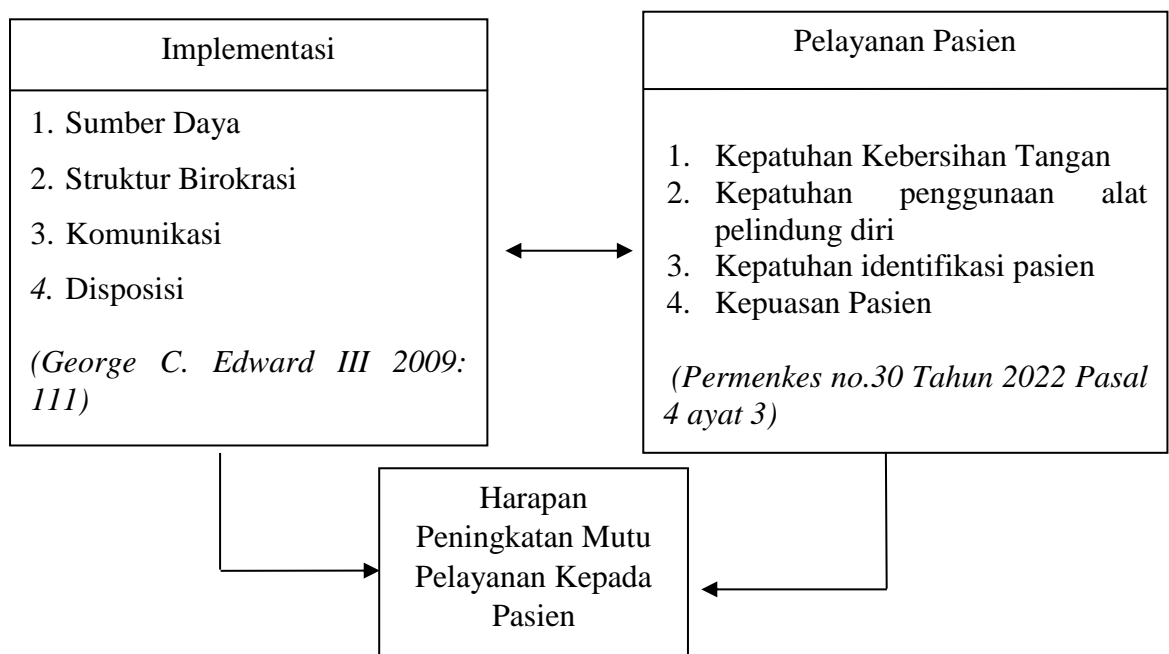 Implementasi
1. Sumber Daya
2. Struktur Birokrasi
3. Komunikasi
4. Disposisi
(George C. Edward III 2009:
111)
Pelayanan Pasien
1. Kepatuhan Kebersihan Tangan
2. Kepatuhan penggunaan alat
pelindung diri
3. Kepatuhan identifikasi pasien
4. Kepuasan Pasien
(Permenkes no.30 Tahun 2022 Pasal
4 ayat 3)
Harapan
Peningkatan Mutu
Pelayanan Kepada
Pasien